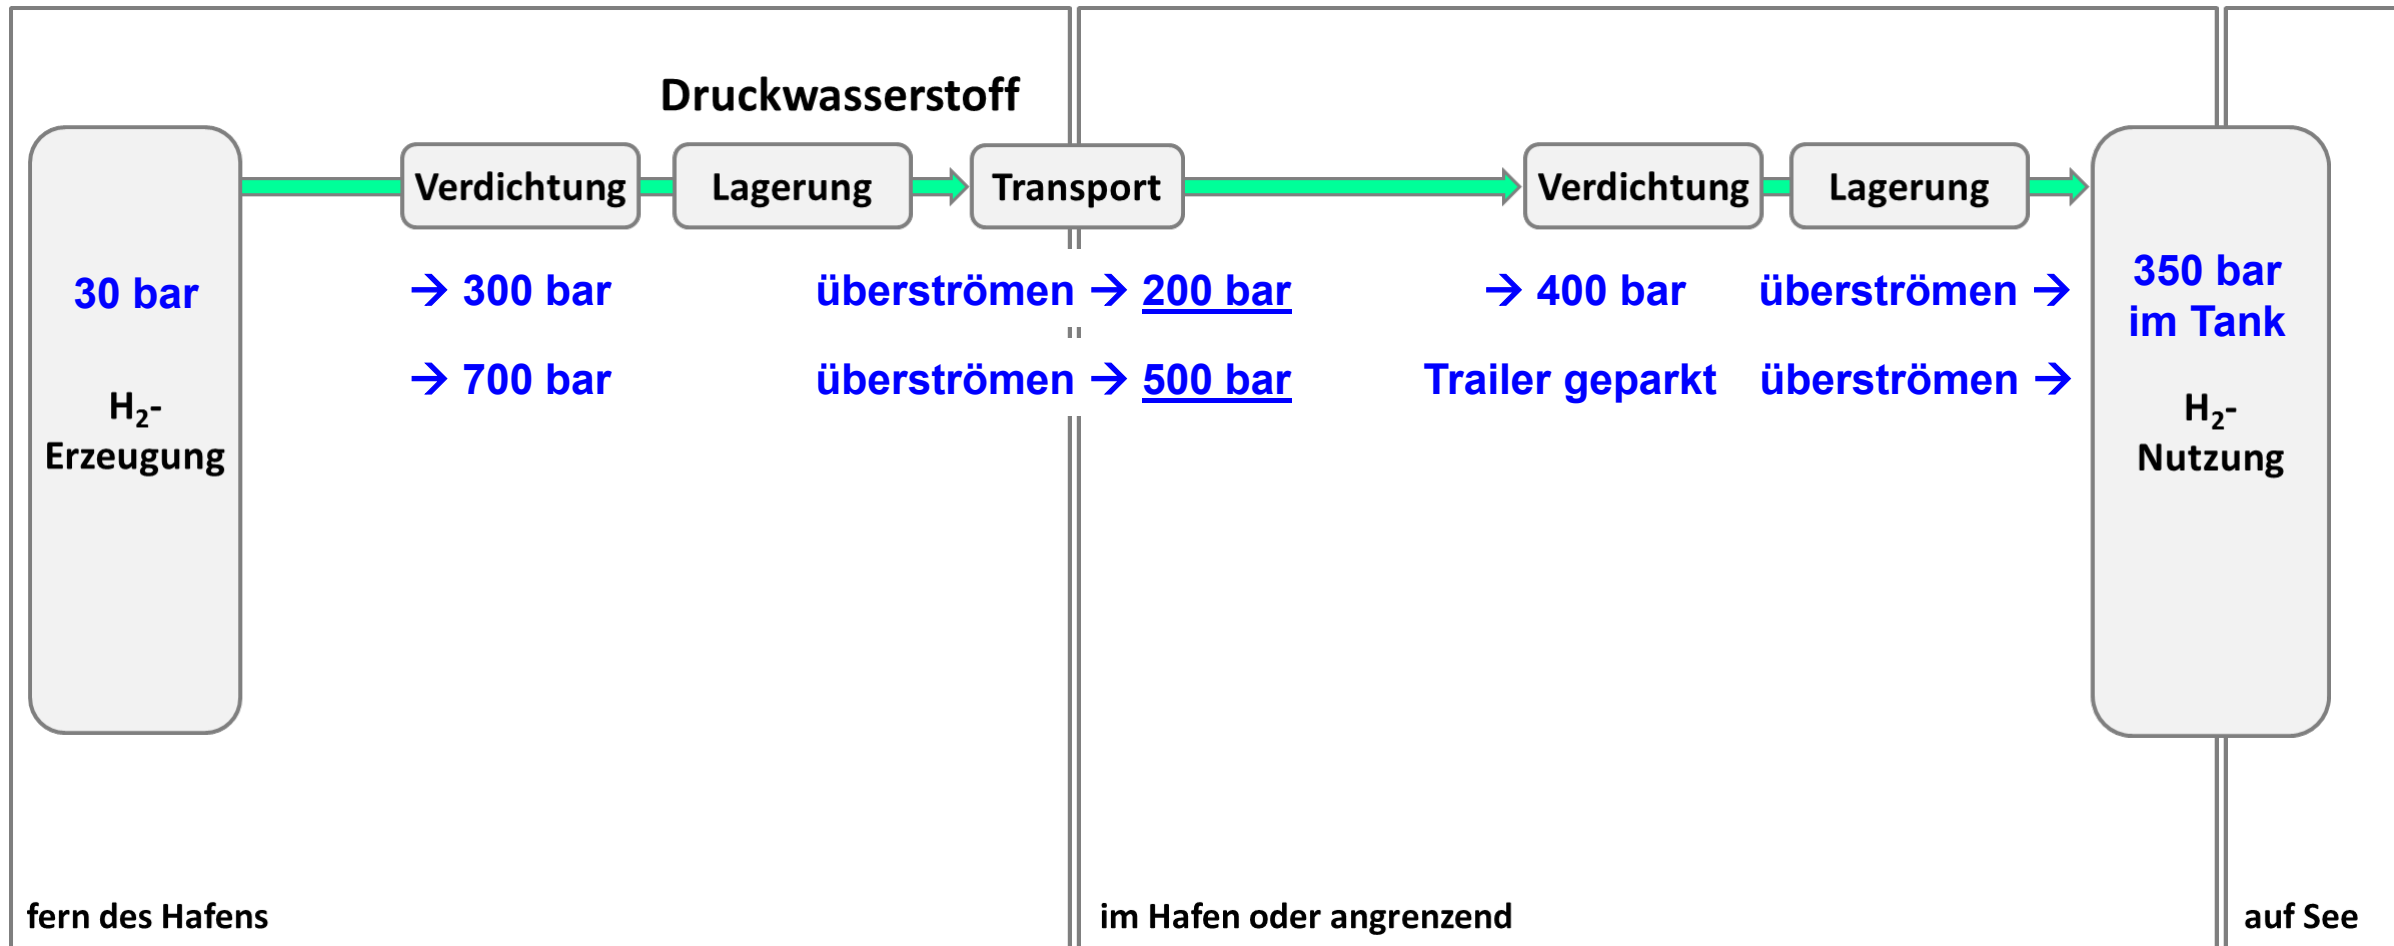 Druckwasserstoff
Verdichtung Lagerung Transport Verdichtung Lagerung
30 bar → 300 bar überströmen → 200 bar → 400 bar überströmen → 350 bar
im Tank
→ 700 bar überströmen → 500 bar Trailer geparkt überströmen →
H₂-
Erzeugung
H₂-
Nutzung
fern des Hafens im Hafen oder angrenzend auf See